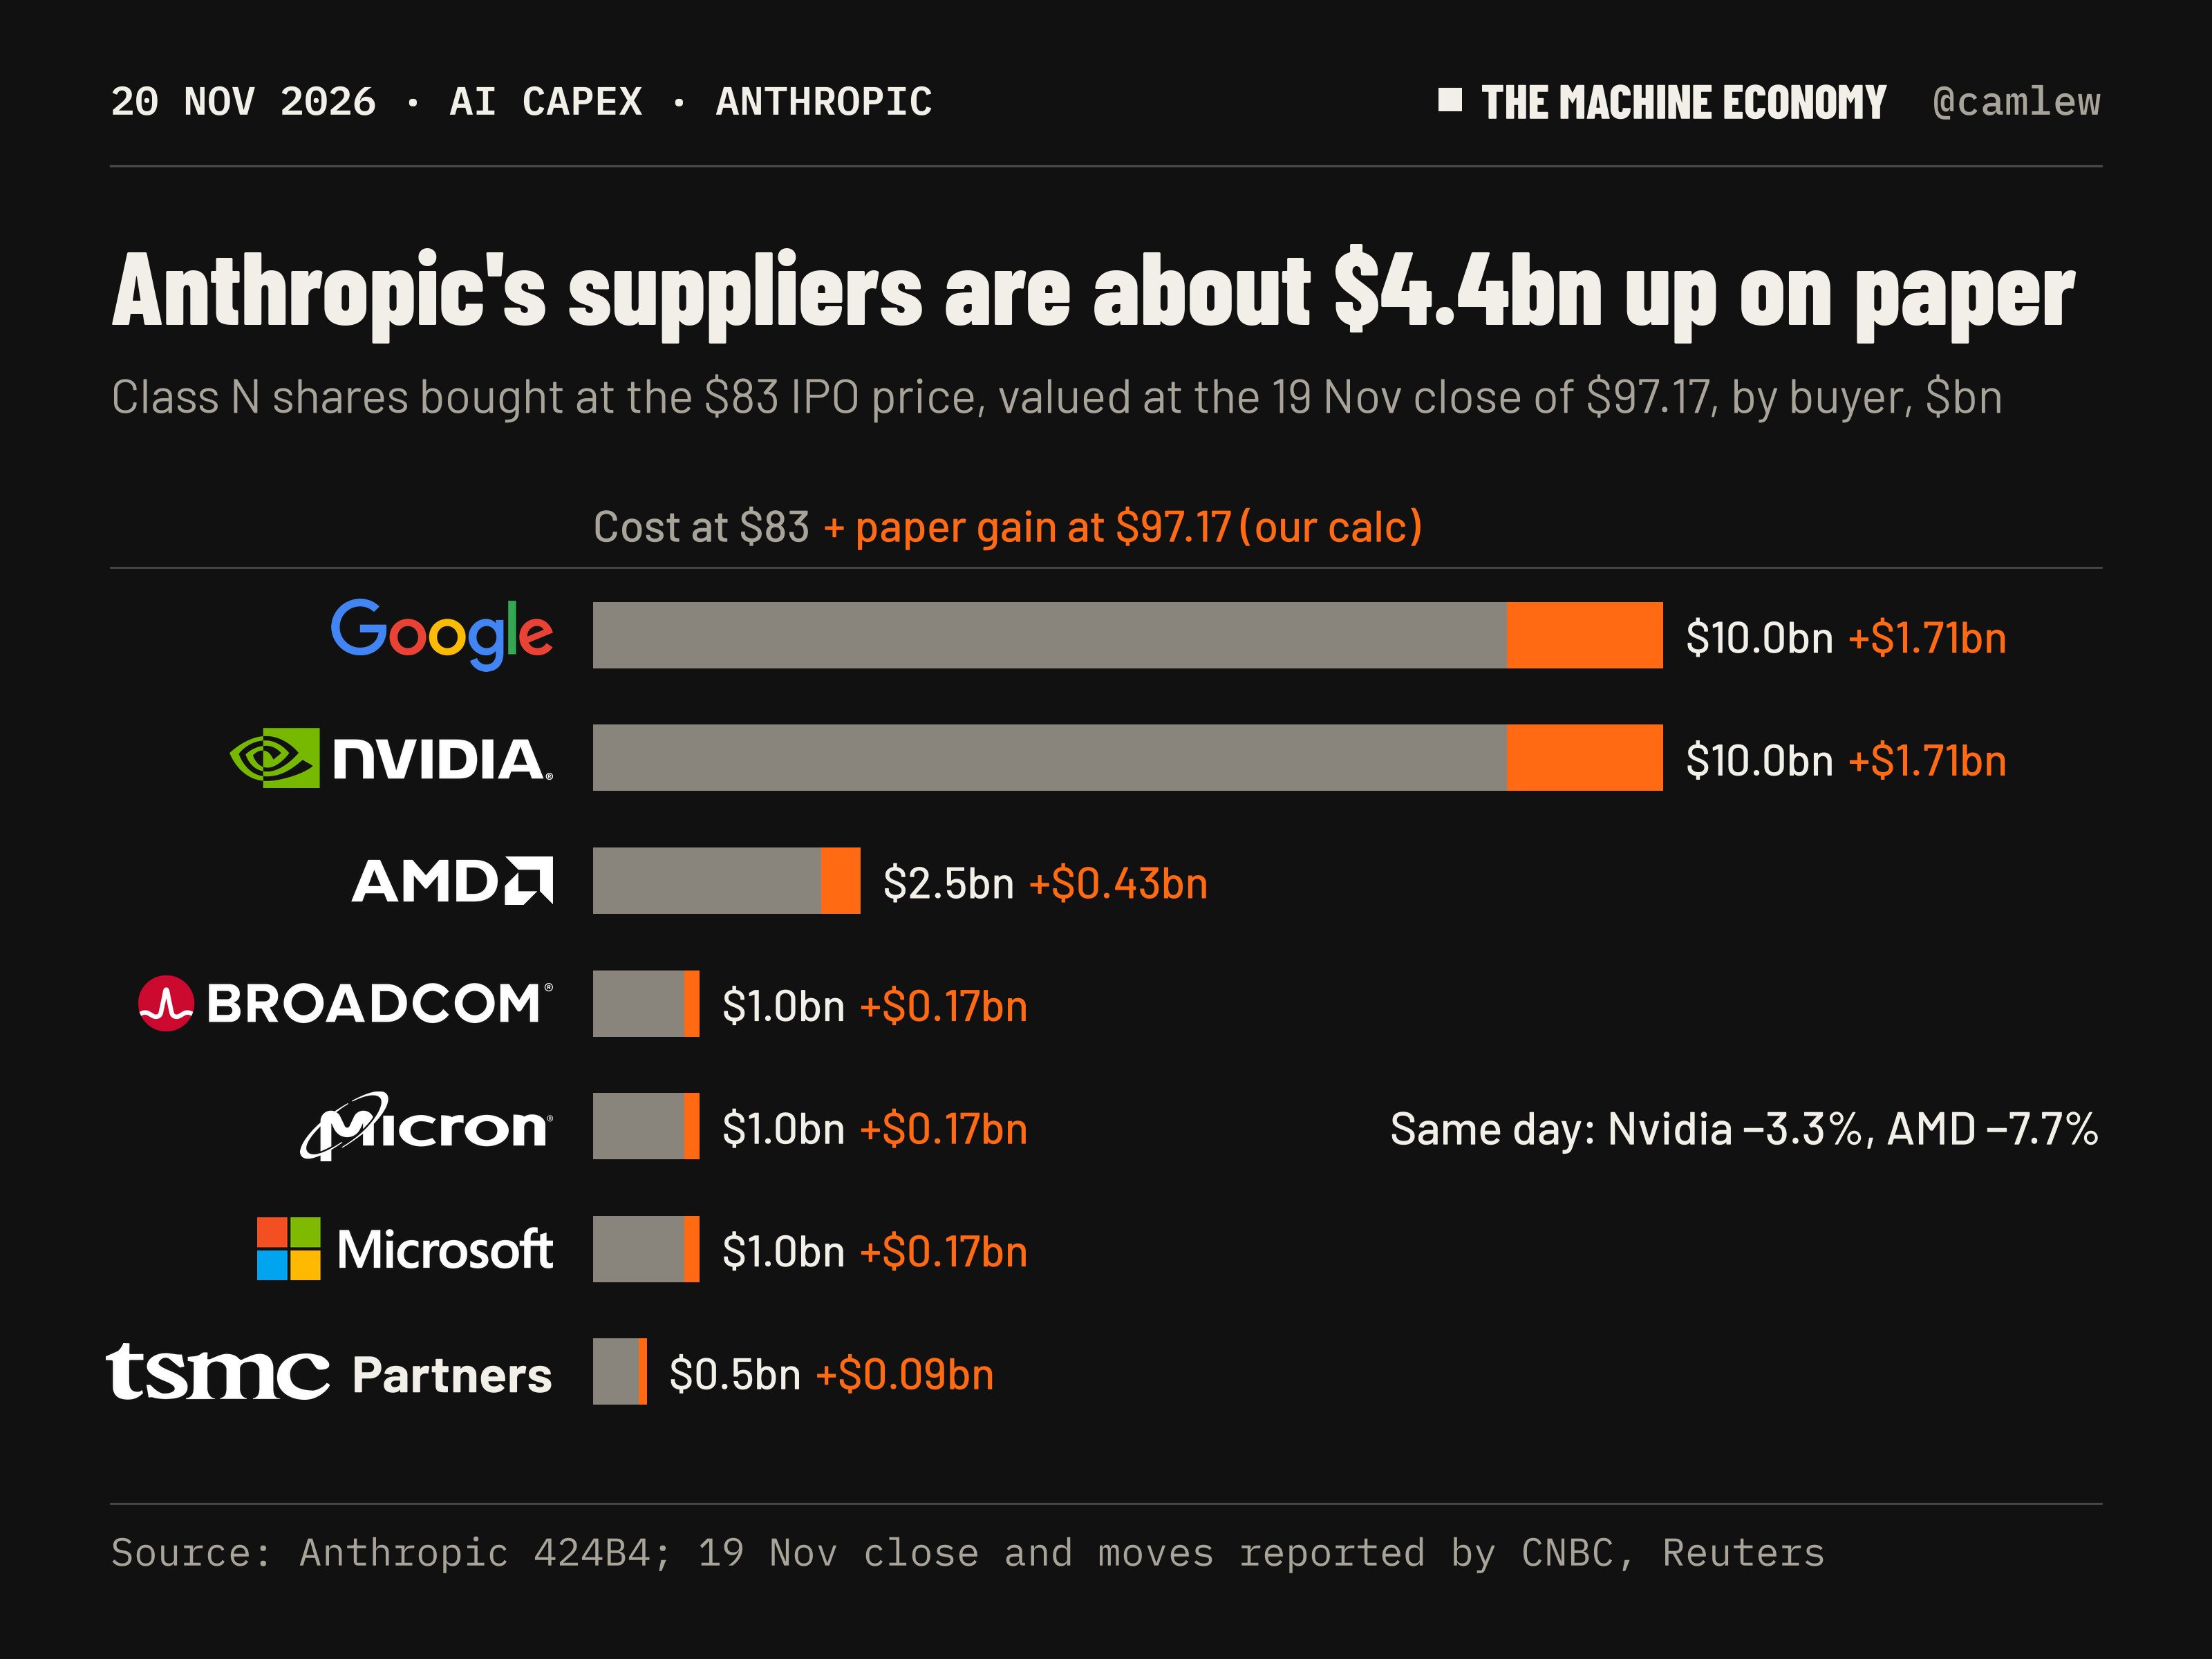 20 NOV 2026 · AI CAPEX · ANTHROPIC
THE MACHINE ECONOMY @camlew
Anthropic's suppliers are about $4.4bn up on paper
Class N shares bought at the $83 IPO price, valued at the 19 Nov close of $97.17, by buyer, $bn
Cost at $83 + paper gain at $97.17 (our calc)
Google $10.0bn +$1.71bn
NVIDIA® $10.0bn +$1.71bn
AMD $2.5bn +$0.43bn
BROADCOM® $1.0bn +$0.17bn
Micron® $1.0bn +$0.17bn
Same day: Nvidia −3.3%, AMD −7.7%
Microsoft $1.0bn +$0.17bn
tsmc Partners $0.5bn +$0.09bn
Source: Anthropic 424B4; 19 Nov close and moves reported by CNBC, Reuters